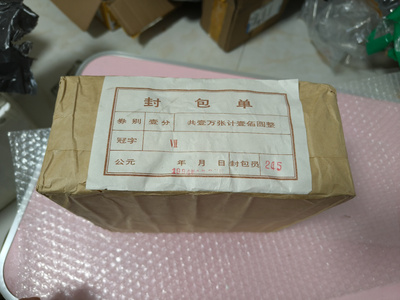 封包单
券别 壹分 共壹万张计壹佰圆整
冠字 VII
公元 年 月 日 封包员 245